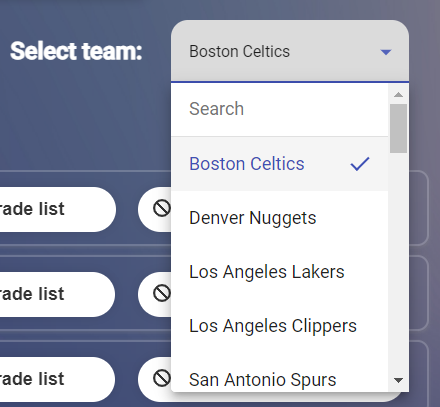 Select team:
Boston Celtics
Search
Boston Celtics
Denver Nuggets
rade list
Los Angeles Lakers
rade list
Los Angeles Clippers
rade list
San Antonio Spurs